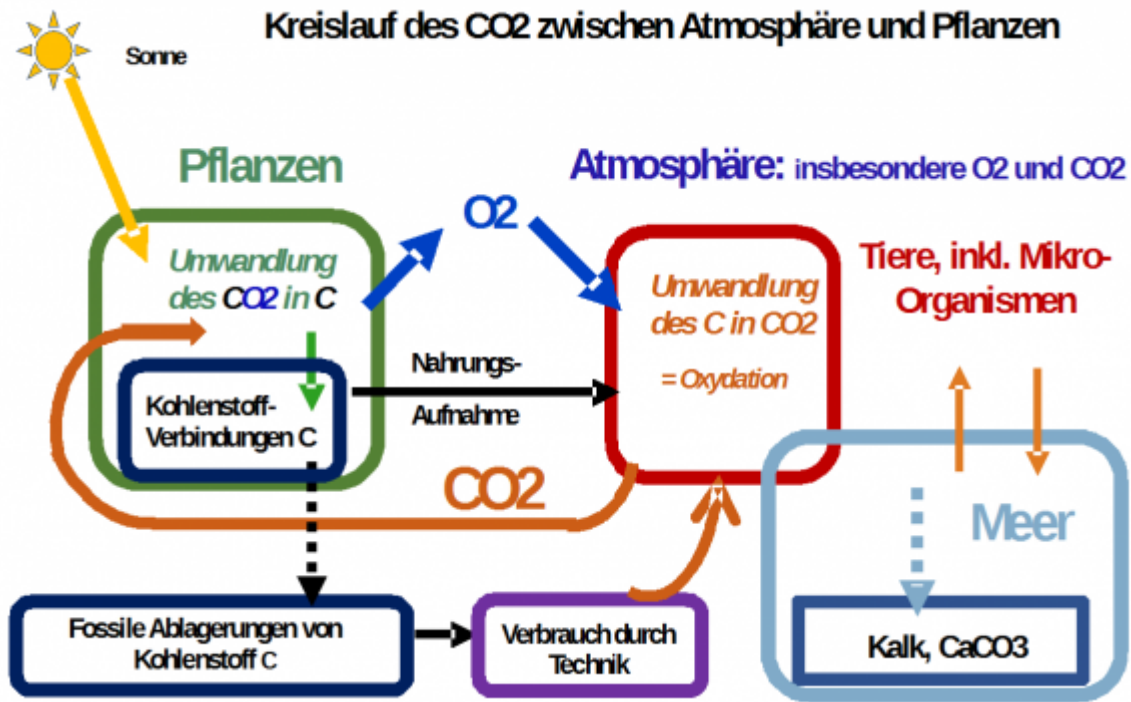 Kreislauf des CO2 zwischen Atmosphäre und Pflanzen
Sonne
Pflanzen
Atmosphäre: insbesondere O2 und CO2
O2
Umwandlung
des CO2 in C
Umwandlung
des C in CO2
= Oxydation
Tiere, inkl. Mikro-
Organismen
Kohlenstoff-
Verbindungen C
Nahrungs-
Aufnahme
CO2
Meer
Fossile Ablagerungen von
Kohlenstoff C
Verbrauch durch
Technik
Kalk, CaCO3